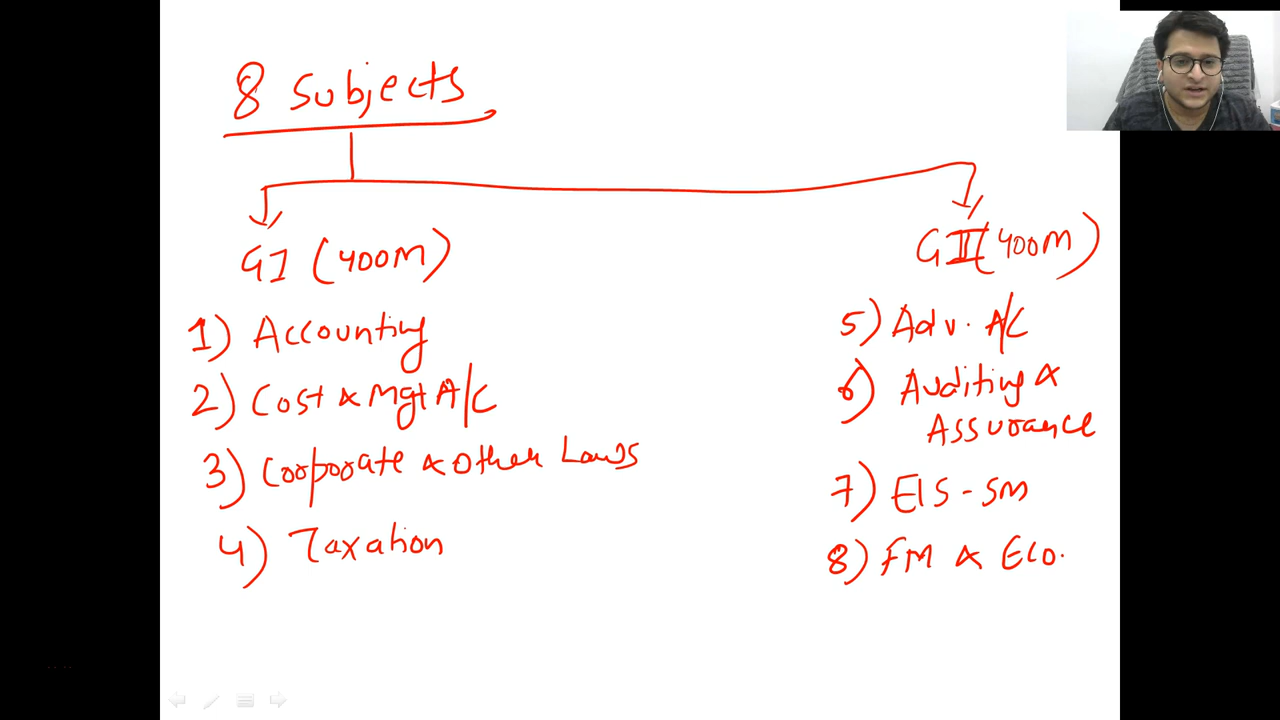 8 Subjects
GI (400M)
1) Accounting
2) Cost & Mgt A/C
3) Corporate & Other Laws
4) Taxation
GII (400M)
5) Adv. A/C
6) Auditing &
Assurance
7) EIS - SM
8) FM & Eco.